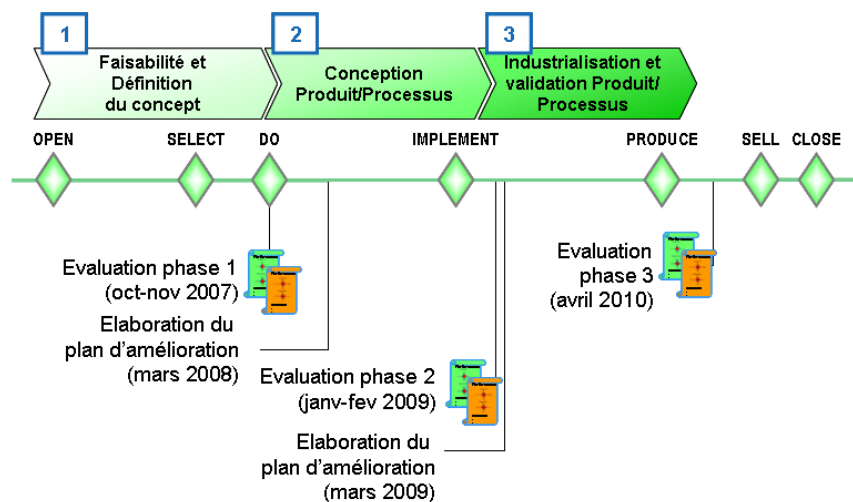 1
2
3
Faisabilité et
Définition
du concept
Conception
Produit/Processus
Industrialisation et
validation Produit/
Processus
OPEN
SELECT
DO
IMPLEMENT
PRODUCE
SELL
CLOSE
Evaluation phase 1
(oct-nov 2007)
Elaboration du
plan d’amélioration
(mars 2008)
Evaluation phase 2
(janv-fev 2009)
Elaboration du
plan d’amélioration
(mars 2009)
Evaluation
phase 3
(avril 2010)